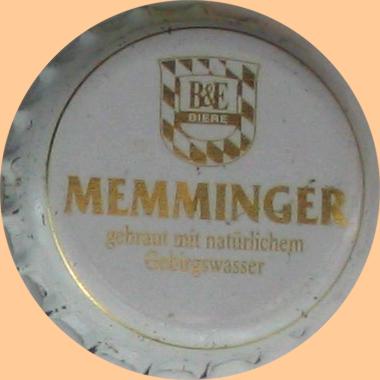 B&E
BIERE
MEMMINGER
gebraut mit natürlichem
Gebirgswasser